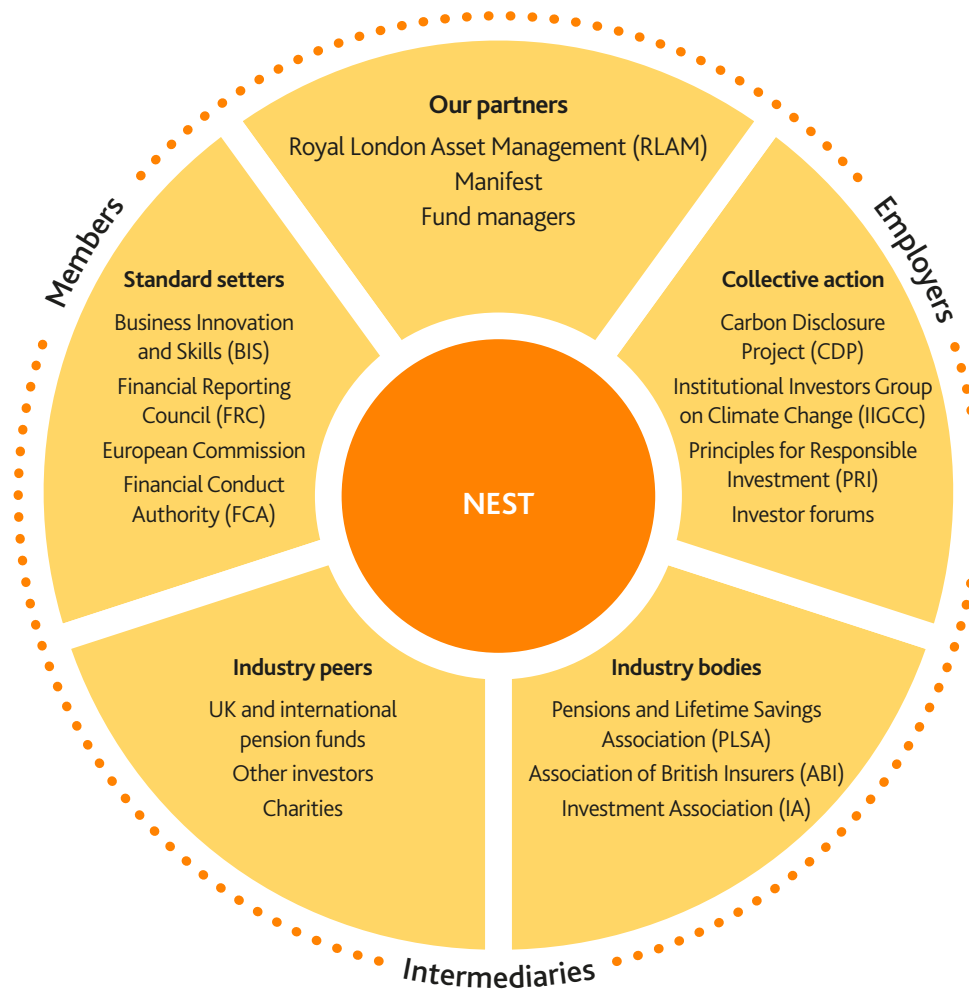 Our partners
Royal London Asset Management (RLAM)
Manifest
Fund managers
Members
Employers
Standard setters
Business Innovation
and Skills (BIS)
Financial Reporting
Council (FRC)
European Commission
Financial Conduct
Authority (FCA)
Collective action
Carbon Disclosure
Project (CDP)
Institutional Investors Group
on Climate Change (IIGCC)
Principles for Responsible
Investment (PRI)
Investor forums
NEST
Industry peers
UK and international
pension funds
Other investors
Charities
Industry bodies
Pensions and Lifetime Savings
Association (PLSA)
Association of British Insurers (ABI)
Investment Association (IA)
Intermediaries